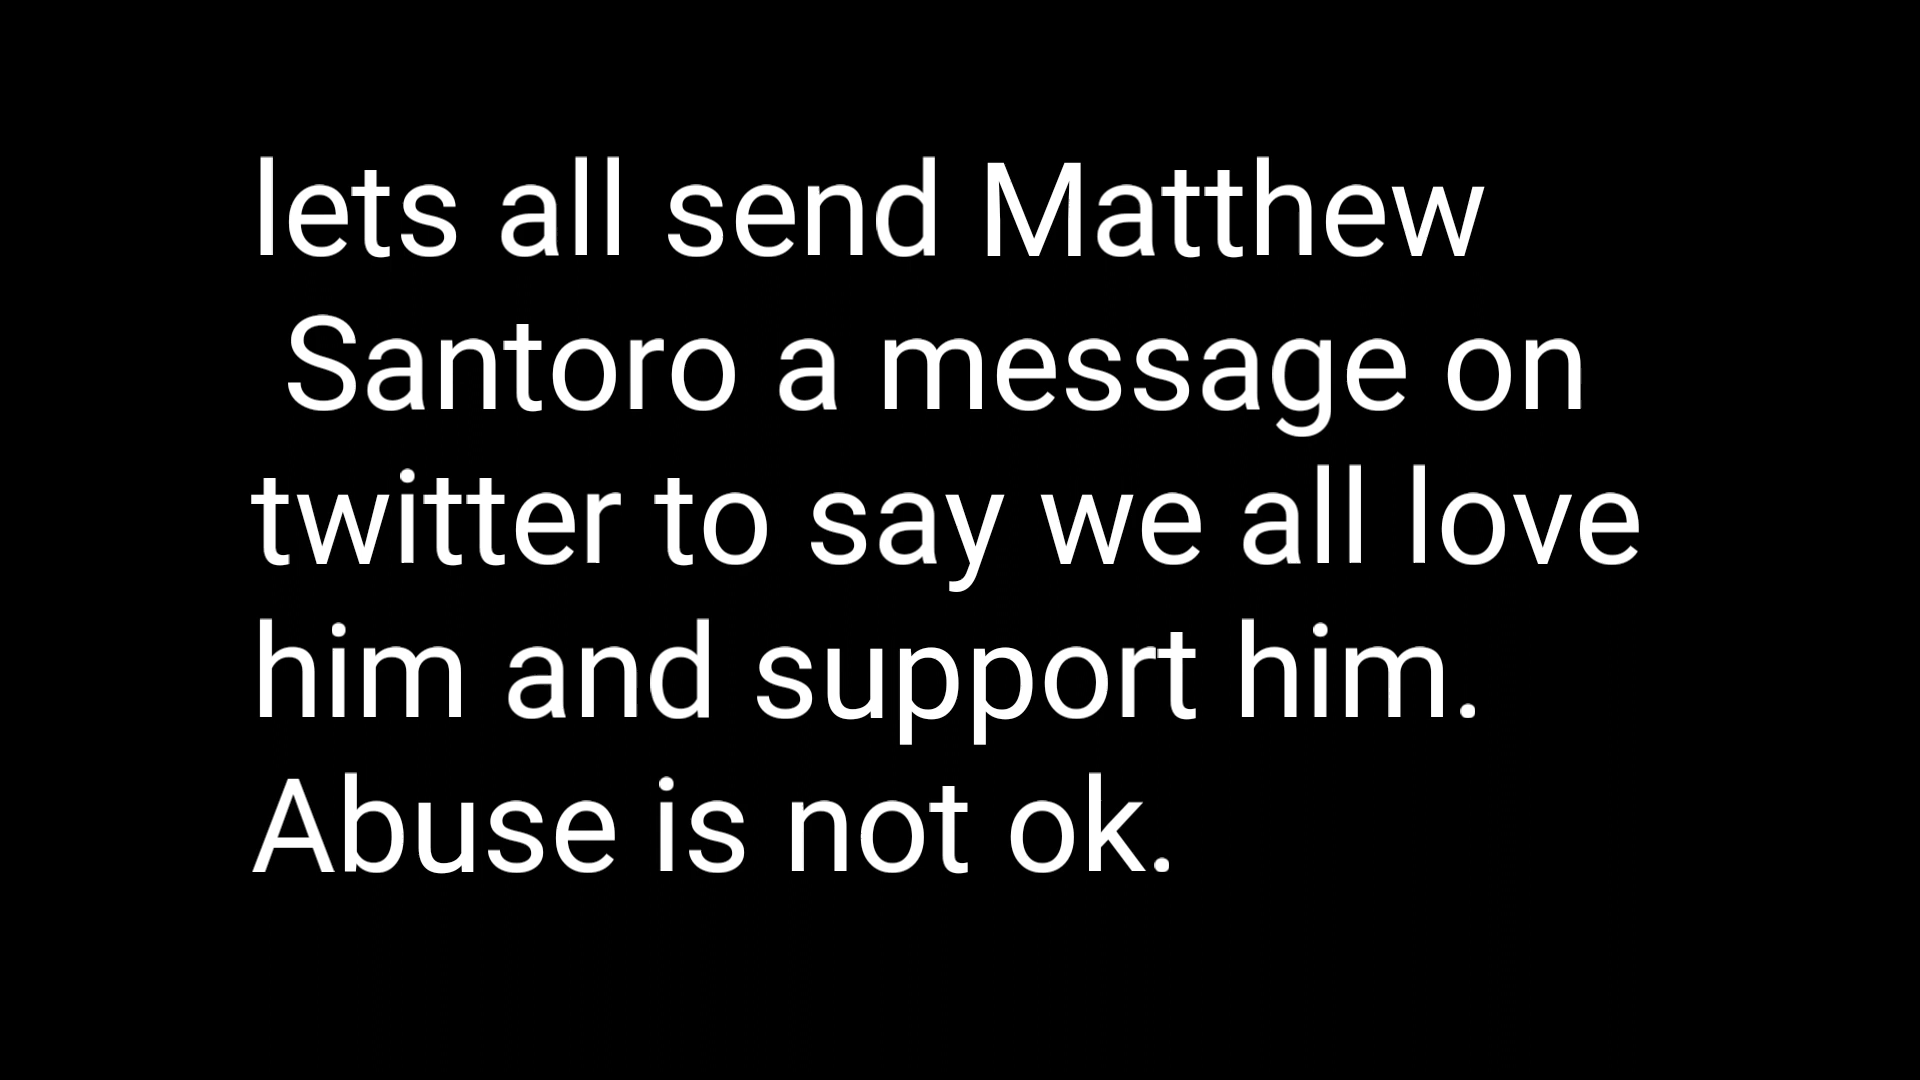 lets all send Matthew
Santoro a message on
twitter to say we all love
him and support him.
Abuse is not ok.